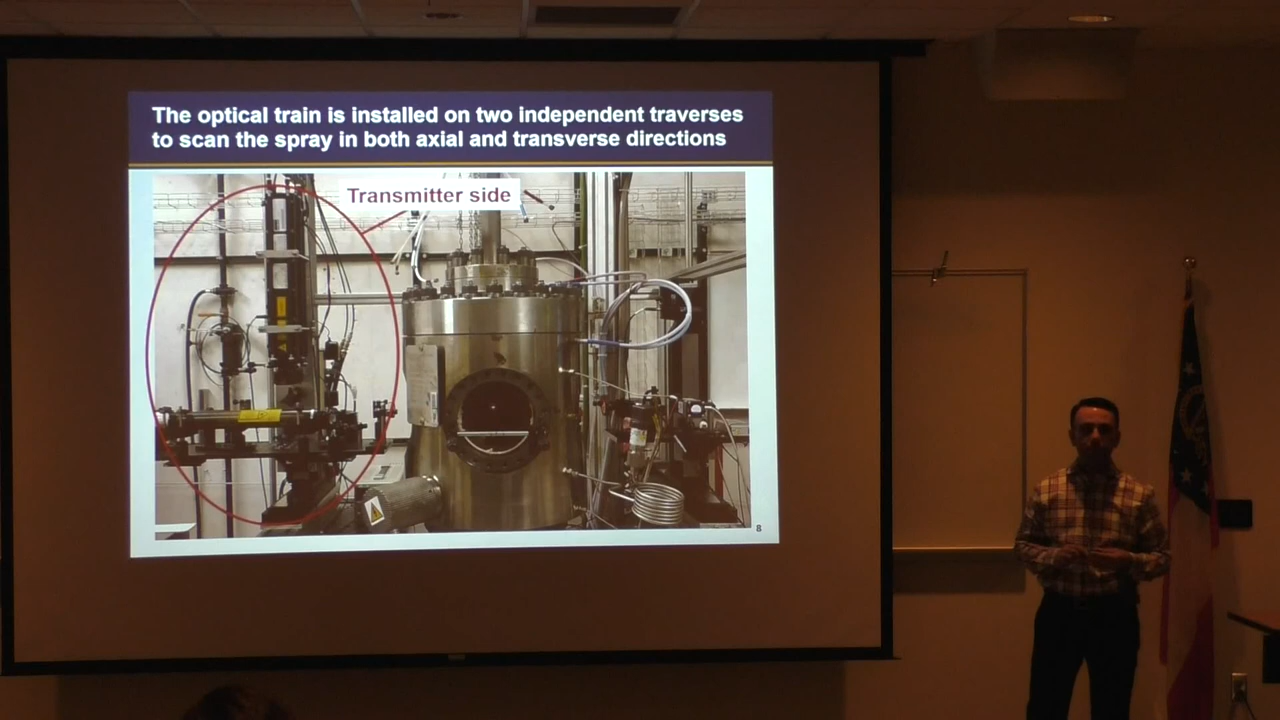 The optical train is installed on two independent traverses
to scan the spray in both axial and transverse directions
Transmitter side
8